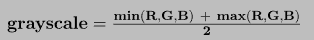 grayscale = min(R,G,B) + max(R,G,B) / 2